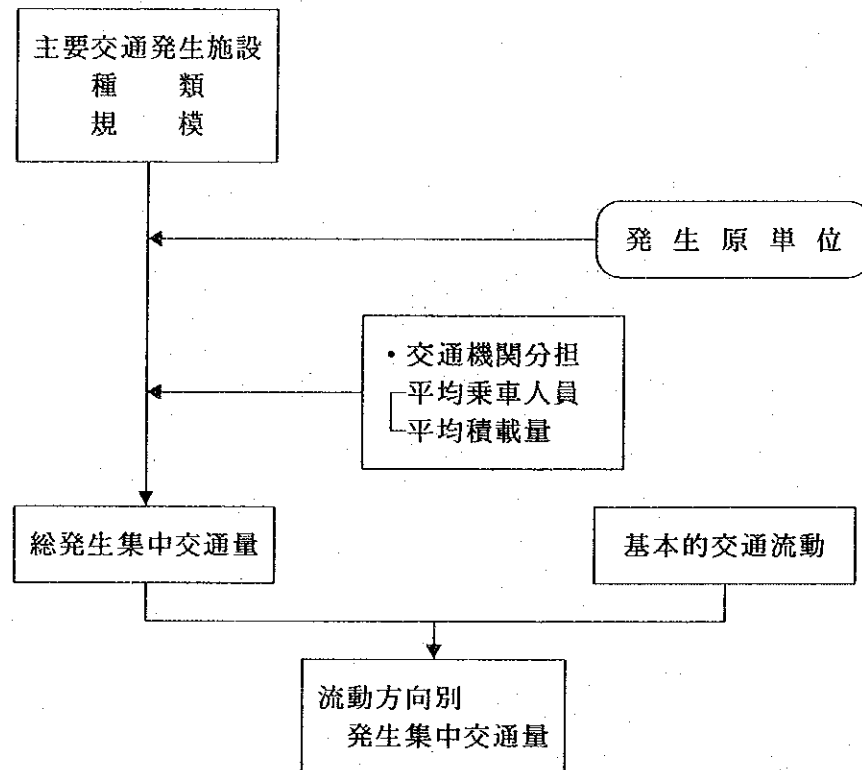 主要交通発生施設
種 類
規 模
発生原単位
・交通機関分担
平均乗車人員
平均積載量
総発生集中交通量
基本的交通流動
流動方向別
発生集中交通量